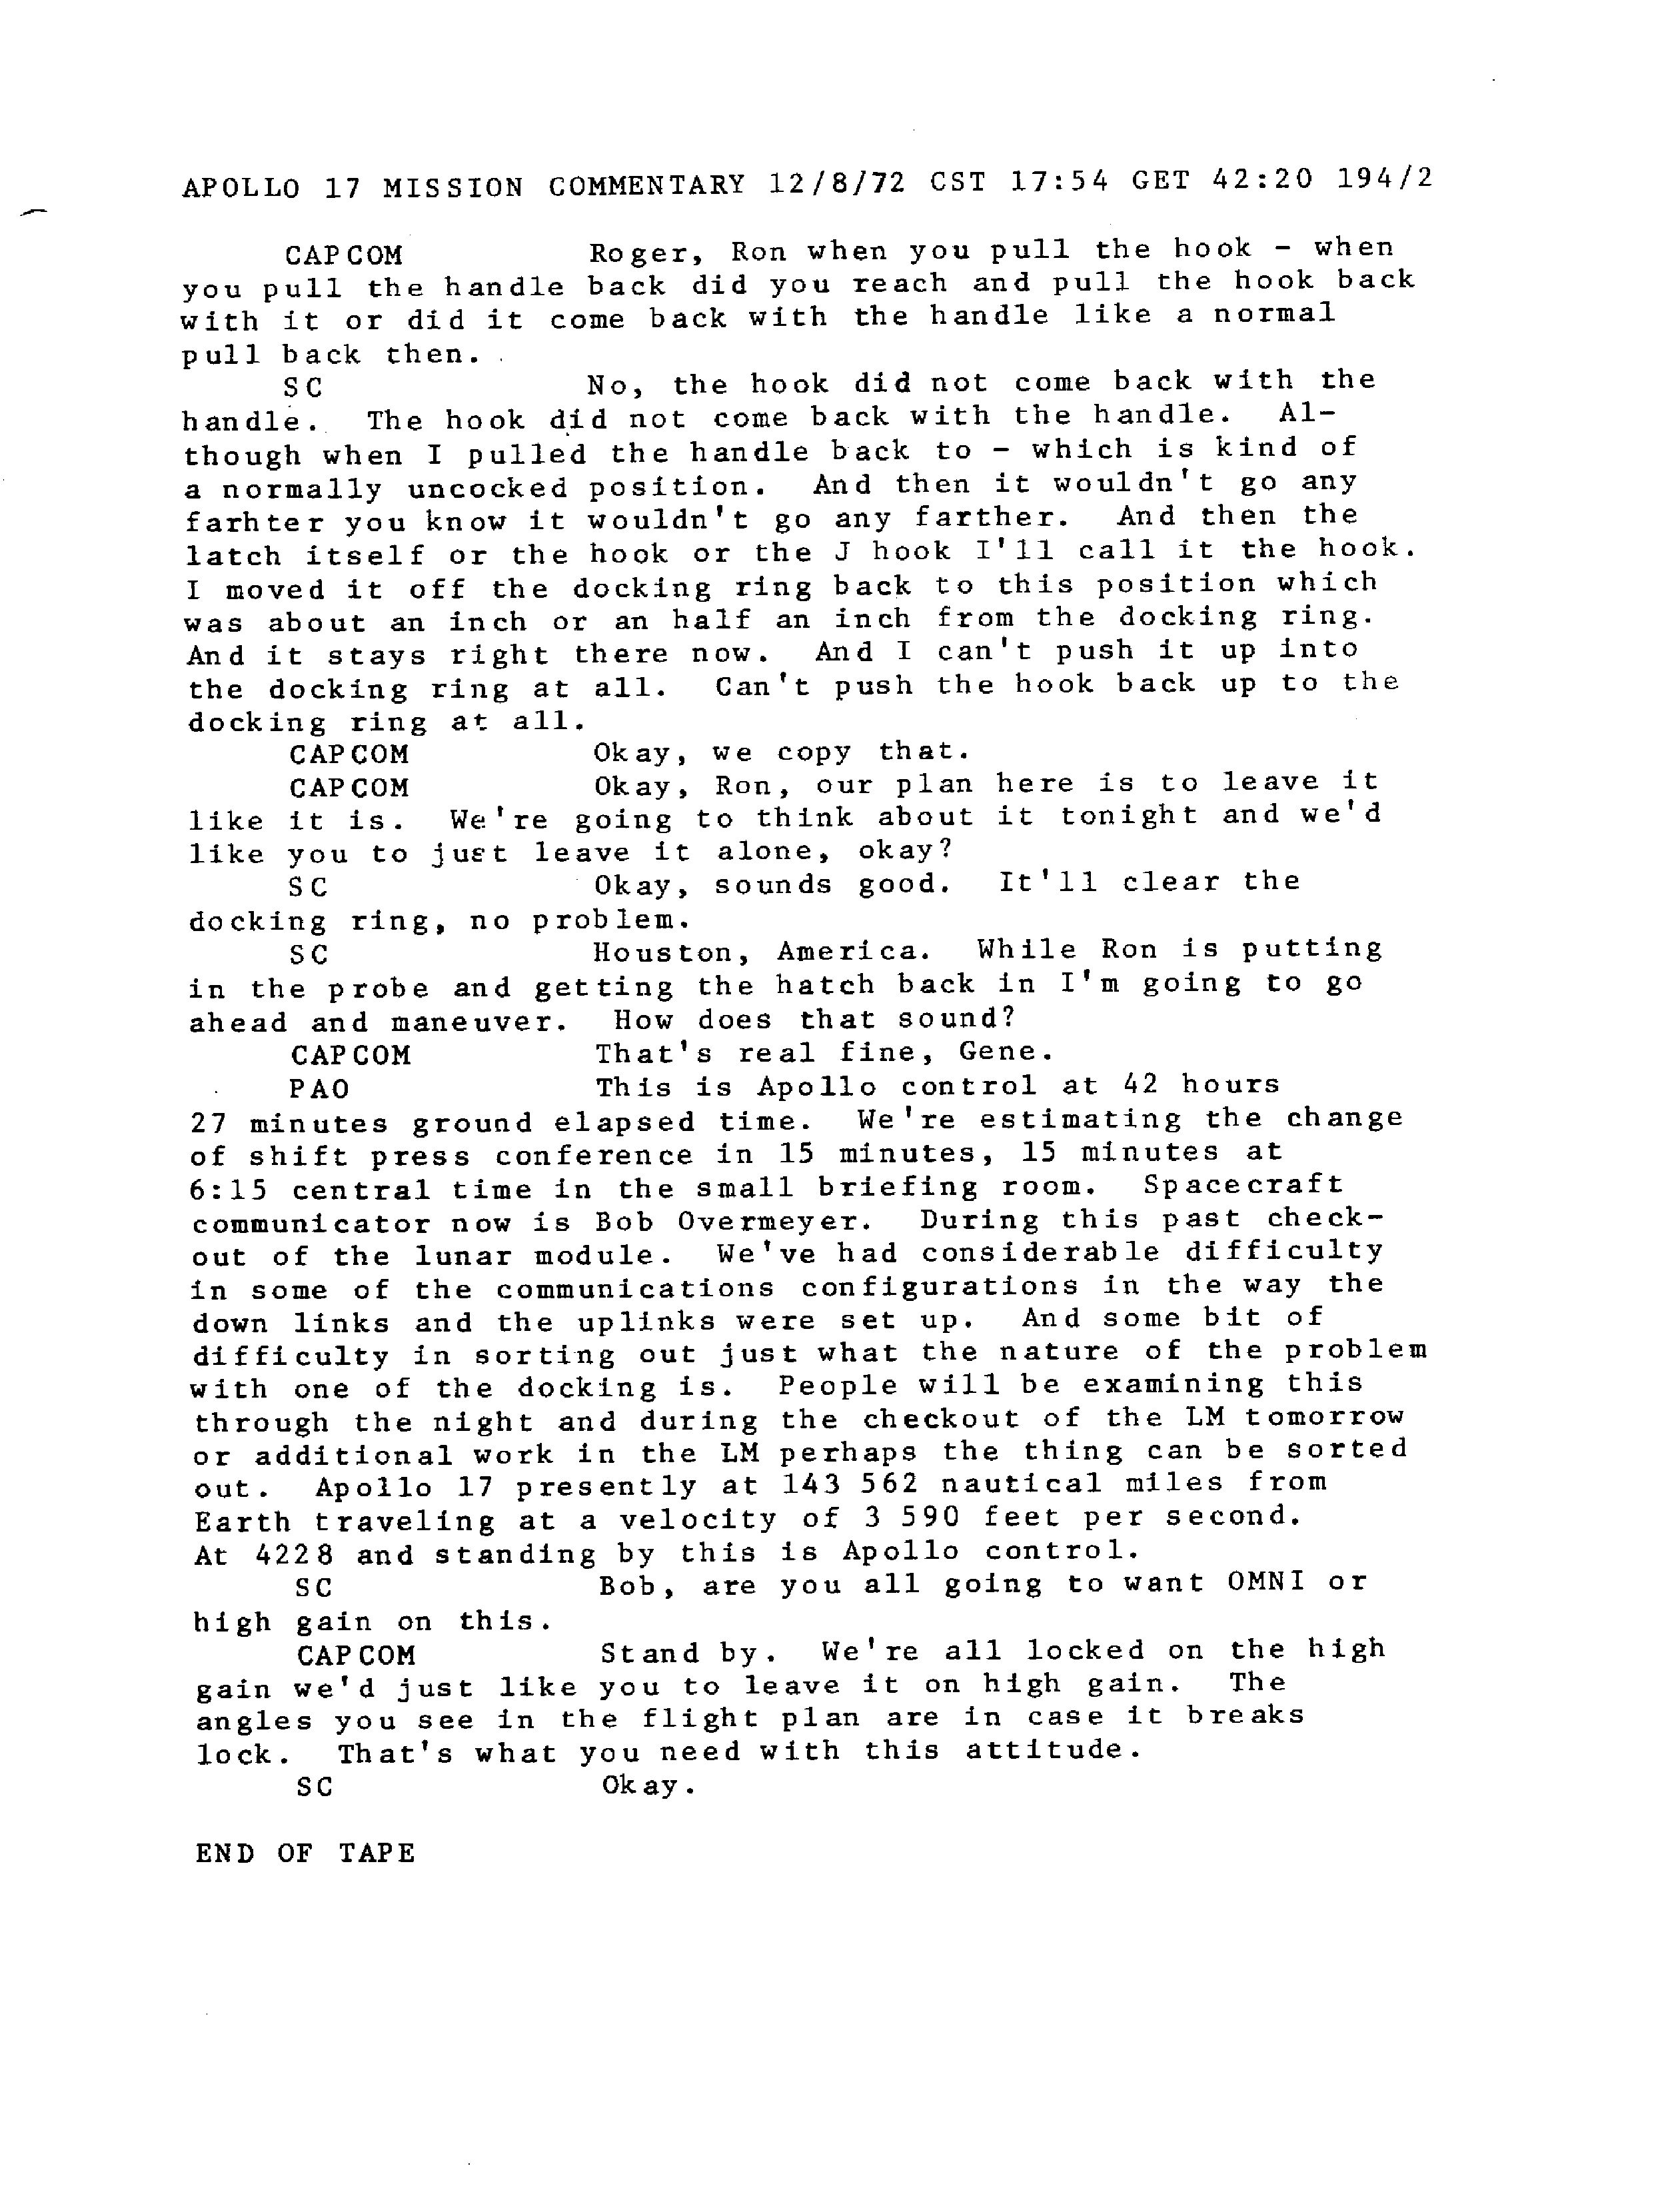 APOLLO 17 MISSION COMMENTARY 12/8/72 CST 17:54 GET 42:20 194/2
CAPCOM Roger, Ron when you pull the hook - when
you pull the handle back did you reach and pull the hook back
with it or did it come back with the handle like a normal
pull back then.
SC No, the hook did not come back with the
handle. The hook did not come back with the handle. Al-
though when I pulled the handle back to - which is kind of
a normally uncocked position. And then it wouldn't go any
farhter you know it wouldn't go any farther. And then the
latch itself or the hook or the J hook I'll call it the hook.
I moved it off the docking ring back to this position which
was about an inch or an half an inch from the docking ring.
And it stays right there now. And I can't push it up into
the docking ring at all. Can't push the hook back up to the
docking ring at all.
CAPCOM Okay, we copy that.
CAPCOM Okay, Ron, our plan here is to leave it
like it is. We're going to think about it tonight and we'd
like you to just leave it alone, okay?
SC Okay, sounds good. It'll clear the
docking ring, no problem.
SC Houston, America. While Ron is putting
in the probe and getting the hatch back in I'm going to go
ahead and maneuver. How does that sound?
CAPCOM That's real fine, Gene.
PAO This is Apollo control at 42 hours
27 minutes ground elapsed time. We're estimating the change
of shift press conference in 15 minutes, 15 minutes at
6:15 central time in the small briefing room. Spacecraft
communicator now is Bob Overmeyer. During this past check-
out of the lunar module. We've had considerable difficulty
in some of the communications configurations in the way the
down links and the uplinks were set up. And some bit of
difficulty in sorting out just what the nature of the problem
with one of the docking is. People will be examining this
through the night and during the checkout of the LM tomorrow
or additional work in the LM perhaps the thing can be sorted
out. Apollo 17 presently at 143 562 nautical miles from
Earth traveling at a velocity of 3 590 feet per second.
At 4228 and standing by this is Apollo control.
SC Bob, are you all going to want OMNI or
high gain on this.
CAPCOM Stand by. We're all locked on the high
gain we'd just like you to leave it on high gain. The
angles you see in the flight plan are in case it breaks
lock. That's what you need with this attitude.
SC Okay.
END OF TAPE